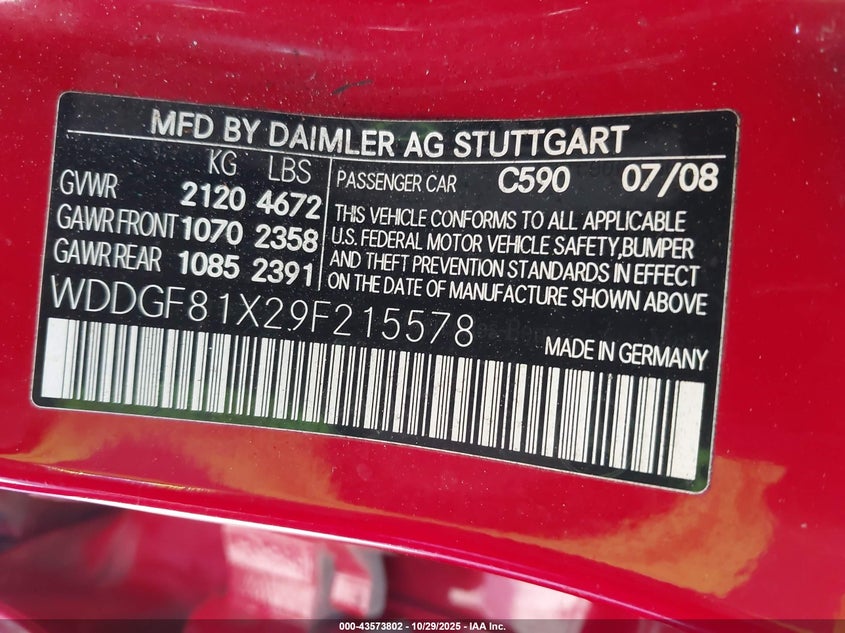 MFD BY DAIMLER AG STUTTGART
KG LBS
GVWR 2120 4672
GAWR FRONT 1070 2358
GAWR REAR 1085 2391
PASSENGER CAR C590 07/08
THIS VEHICLE CONFORMS TO ALL APPLICABLE
U.S. FEDERAL MOTOR VEHICLE SAFETY,BUMPER
AND THEFT PREVENTION STANDARDS IN EFFECT
ON THE DATE OF MANUFACTURE SHOWN ABOVE
WDDGF81X29F215578
MADE IN GERMANY
000-43573802 - 10/29/2025 - IAA Inc.